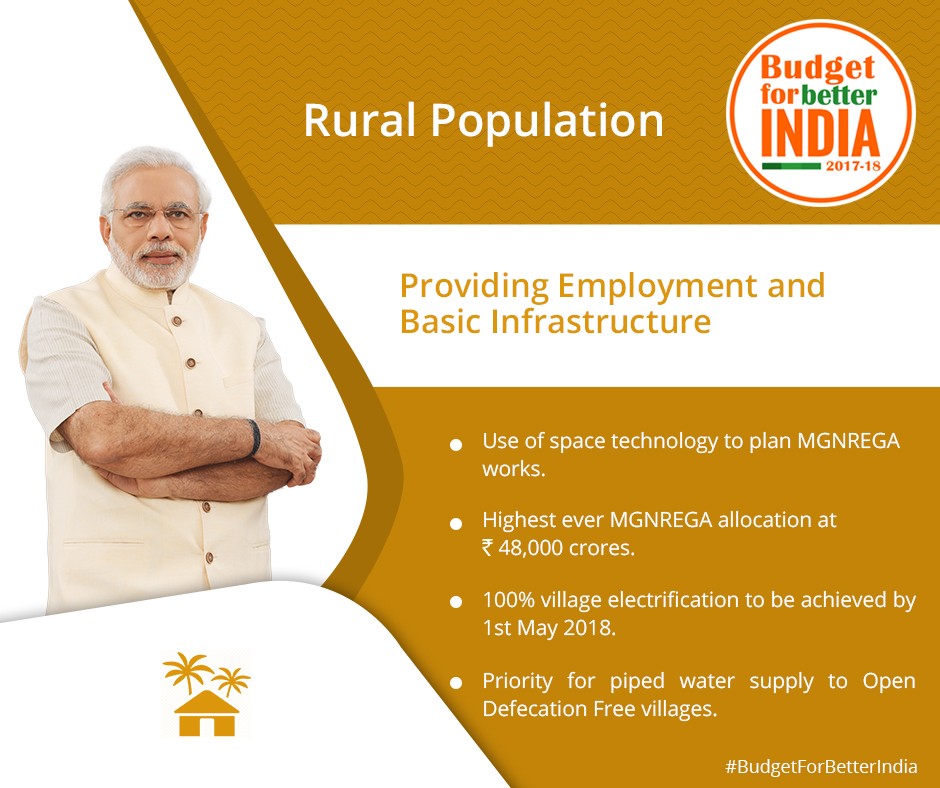 Rural Population
Budget
for better
INDIA
2017-18
Providing Employment and
Basic Infrastructure
Use of space technology to plan MGNREGA
works.
Highest ever MGNREGA allocation at
₹ 48,000 crores.
100% village electrification to be achieved by
1st May 2018.
Priority for piped water supply to Open
Defecation Free villages.
#BudgetForBetterIndia